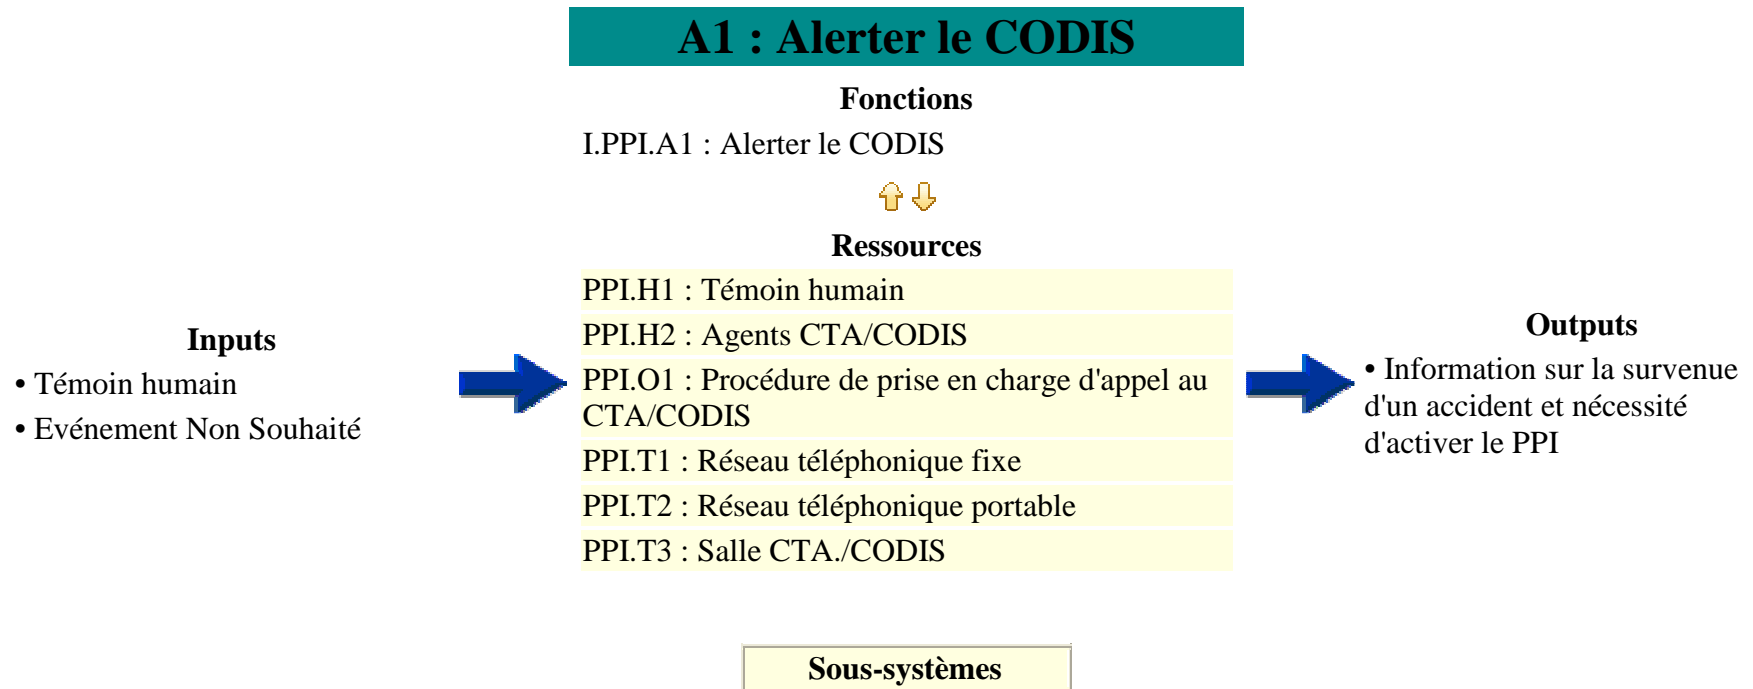 A1 : Alerter le CODIS
Fonctions
I.PPI.A1 : Alerter le CODIS
Ressources
PPI.H1 : Témoin humain
PPI.H2 : Agents CTA/CODIS
PPI.O1 : Procédure de prise en charge d'appel au
CTA/CODIS
PPI.T1 : Réseau téléphonique fixe
PPI.T2 : Réseau téléphonique portable
PPI.T3 : Salle CTA./CODIS
Inputs
• Témoin humain
• Evénement Non Souhaité
Outputs
• Information sur la survenue
d'un accident et nécessité
d'activer le PPI
Sous-systèmes